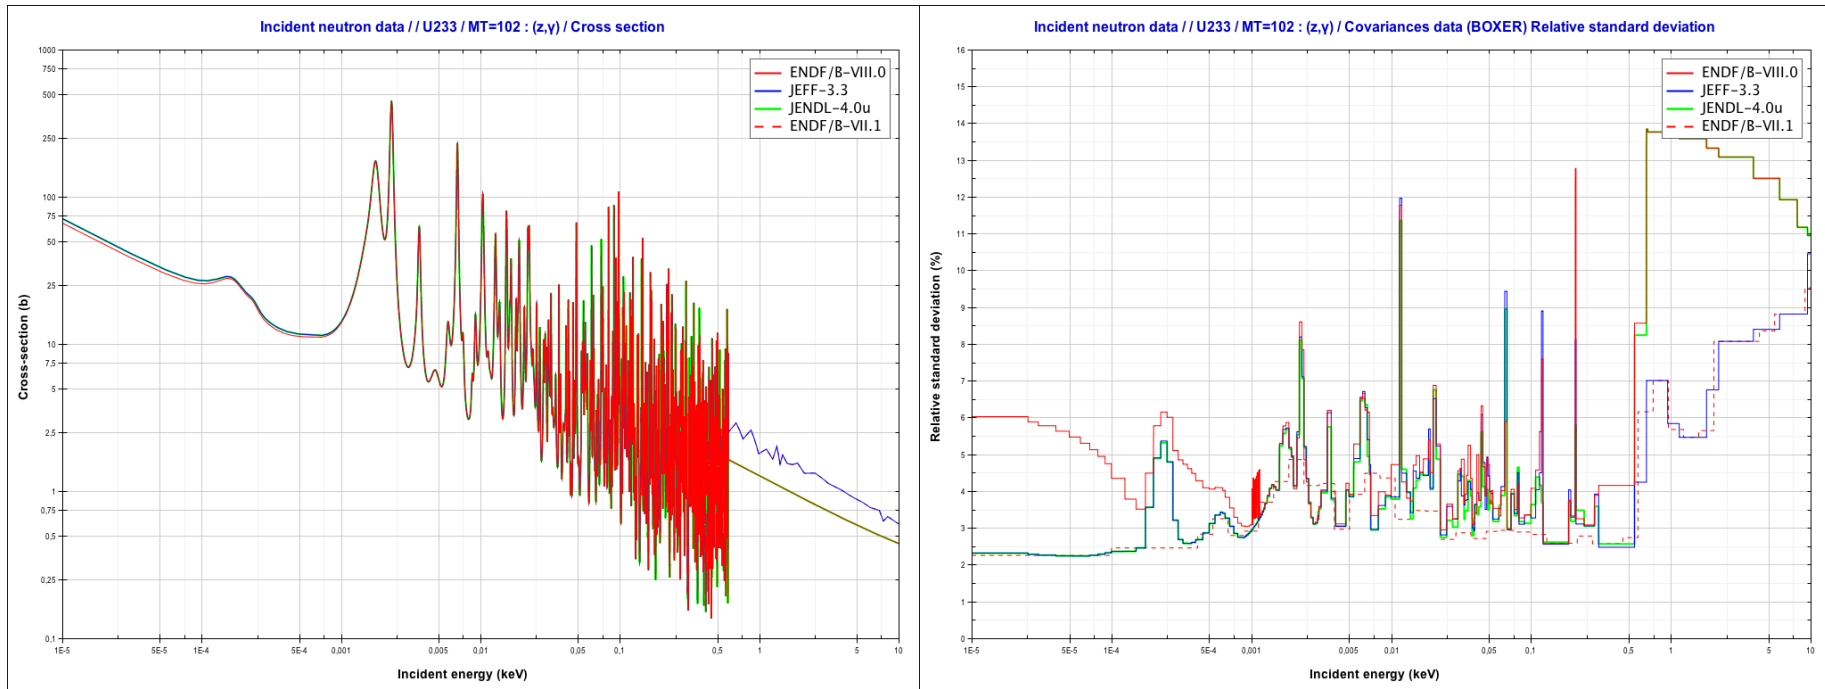 Incident neutron data / / U233 / MT=102 : (z,γ) / Cross section
ENDF/B-VIII.0
JEFF-3.3
JENDL-4.0u
ENDF/B-VII.1
Cross-section (b)
1000
750
500
250
100
75
50
25
10
7,5
5
2,5
1
0,75
0,5
0,25
0,1
1E-5
5E-5
1E-4
5E-4
0,001
0,005
0,01
0,05
0,1
0,5
1
5
10
Incident energy (keV)
Incident neutron data / / U233 / MT=102 : (z,γ) / Covariances data (BOXER) Relative standard deviation
ENDF/B-VIII.0
JEFF-3.3
JENDL-4.0u
ENDF/B-VII.1
Relative standard deviation (%)
16
15
14
13
12
11
10
9
8
7
6
5
4
3
2
1
0
1E-5
5E-5
1E-4
5E-4
0,001
0,005
0,01
0,05
0,1
0,5
1
5
10
Incident energy (keV)